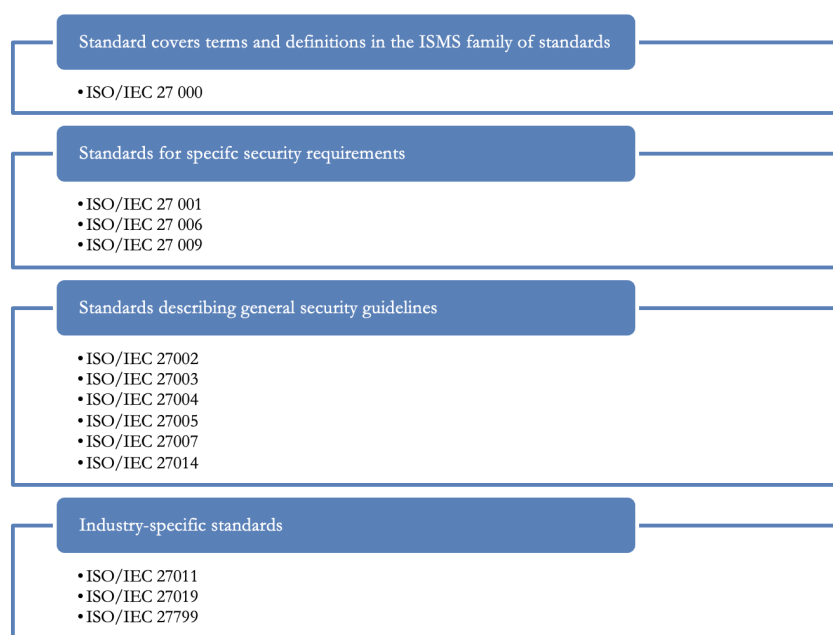 Standard covers terms and definitions in the ISMS family of standards
• ISO/IEC 27 000
Standards for specifc security requirements
• ISO/IEC 27 001
• ISO/IEC 27 006
• ISO/IEC 27 009
Standards describing general security guidelines
• ISO/IEC 27002
• ISO/IEC 27003
• ISO/IEC 27004
• ISO/IEC 27005
• ISO/IEC 27007
• ISO/IEC 27014
Industry-specific standards
• ISO/IEC 27011
• ISO/IEC 27019
• ISO/IEC 27799